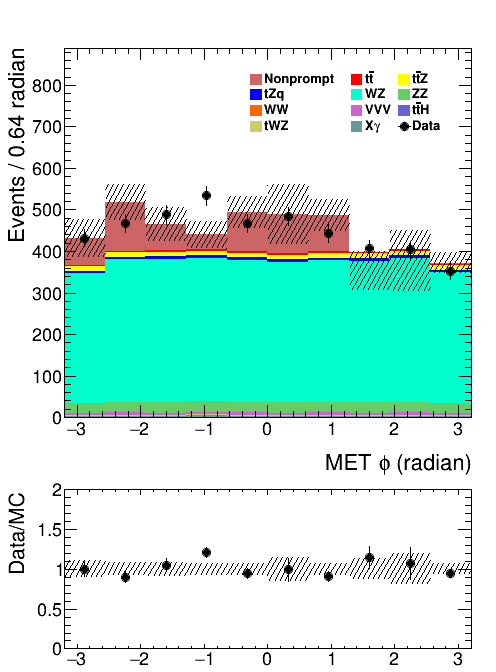 Events / 0.64 radian
800
700
600
500
400
300
200
100
0
Nonprompt tt̄ tt̄Z
tZq WZ ZZ
WW VVV tt̄H
tWZ Xγ Data
−3 −2 −1 0 1 2 3
MET ϕ (radian)
Data/MC
2
1.5
1
0.5
0
−3 −2 −1 0 1 2 3